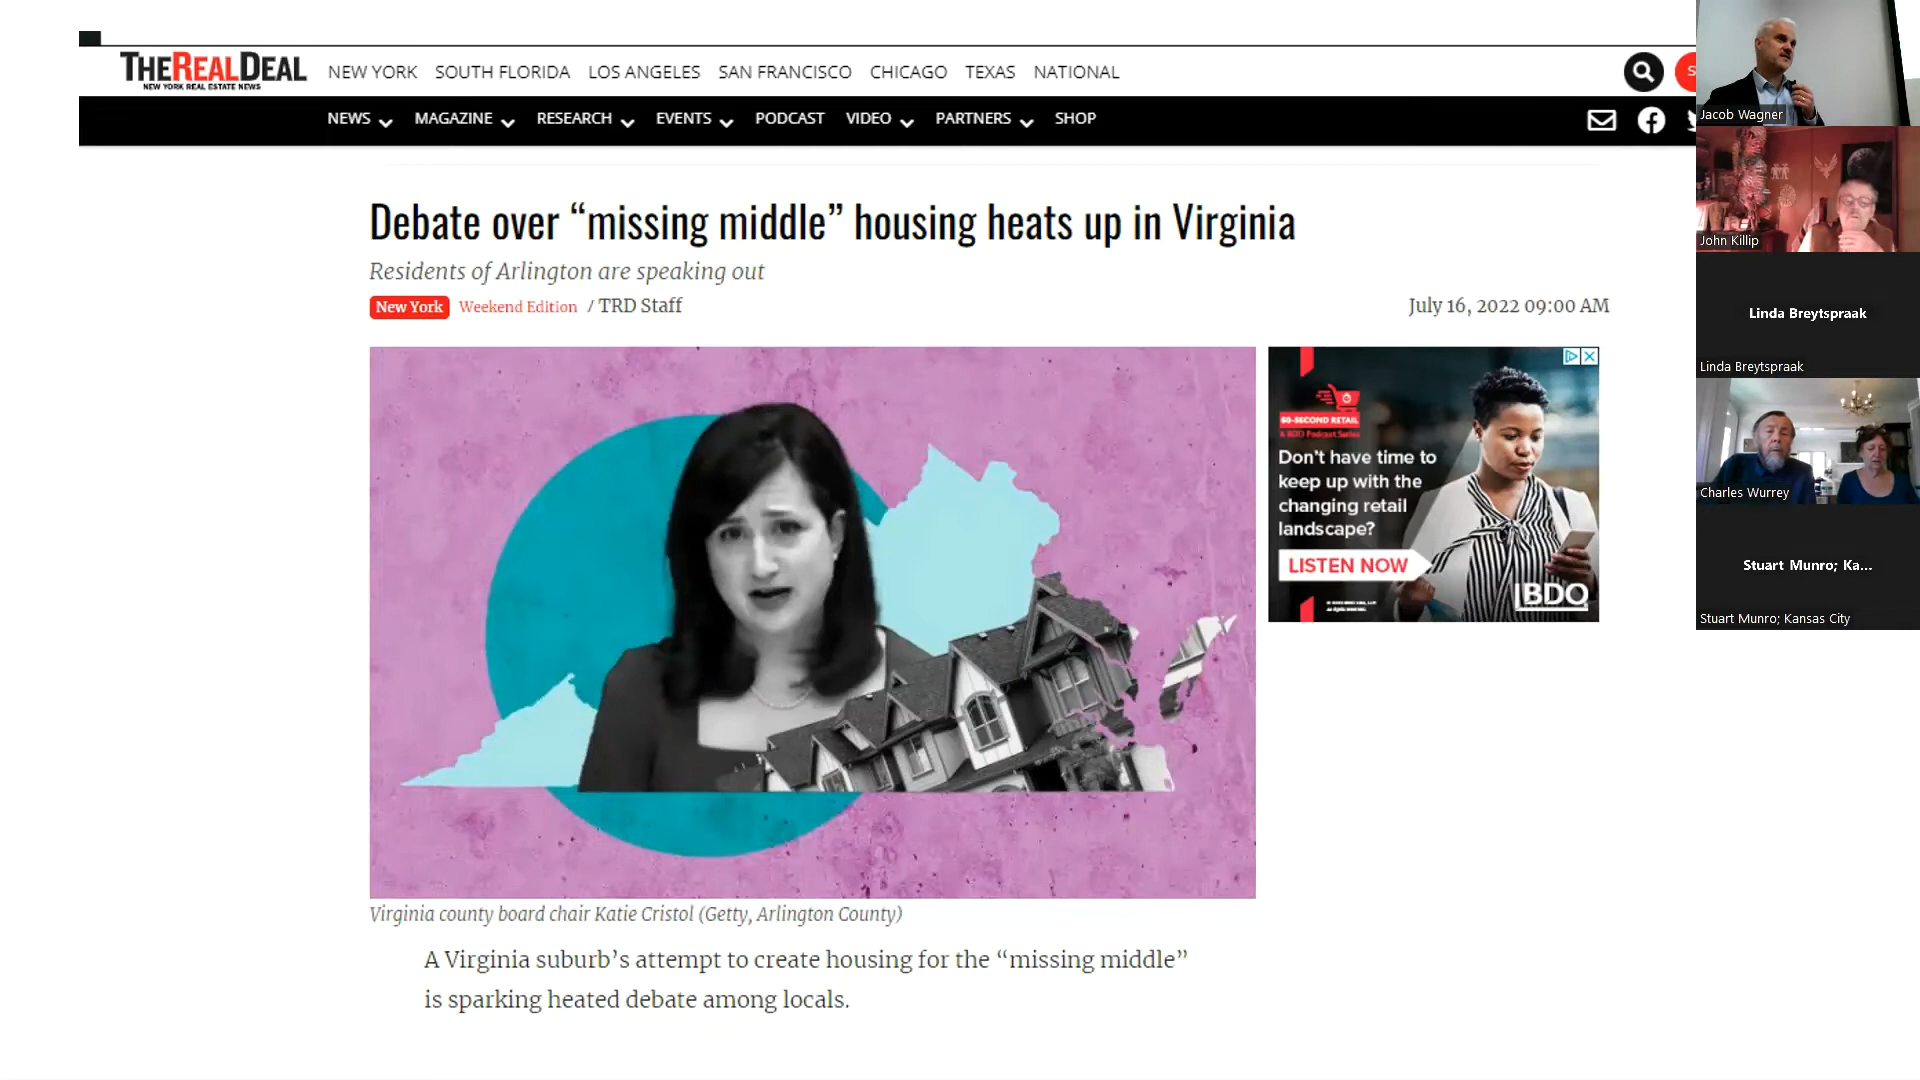 THEREALDEAL
NEW YORK REAL ESTATE NEWS
NEW YORK SOUTH FLORIDA LOS ANGELES SAN FRANCISCO CHICAGO TEXAS NATIONAL
S
NEWS MAGAZINE RESEARCH EVENTS PODCAST VIDEO PARTNERS SHOP
Debate over “missing middle” housing heats up in Virginia
Residents of Arlington are speaking out
New York Weekend Edition / TRD Staff
July 16, 2022 09:00 AM
60-SECOND RETAIL
A BDO Podcast Series
Don't have time to
keep up with the
changing retail
landscape?
LISTEN NOW
BDO
Virginia county board chair Katie Cristol (Getty, Arlington County)
A Virginia suburb’s attempt to create housing for the “missing middle”
is sparking heated debate among locals.
Jacob Wagner
John Killip
Linda Breytspraak
Linda Breytspraak
Charles Wurrey
Stuart Munro; Ka...
Stuart Munro; Kansas City